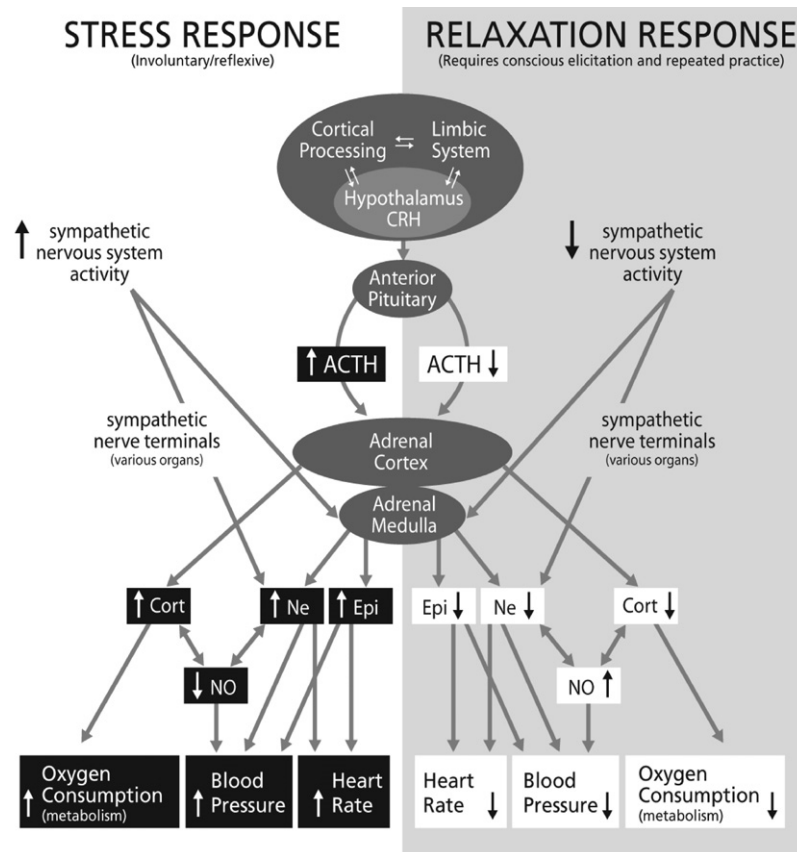 STRESS RESPONSE
(Involuntary/reflexive)
RELAXATION RESPONSE
(Requires conscious elicitation and repeated practice)
Cortical
Processing
Limbic
System
Hypothalamus
CRH
↑ sympathetic
nervous system
activity
↓ sympathetic
nervous system
activity
Anterior
Pituitary
↑ ACTH
ACTH ↓
sympathetic
nerve terminals
(various organs)
Adrenal
Cortex
sympathetic
nerve terminals
(various organs)
Adrenal
Medulla
↑ Cort
↑ Ne
↑ Epi
Epi ↓
Ne ↓
Cort ↓
↓ NO
NO ↑
↑ Oxygen
Consumption
(metabolism)
↑ Blood
Pressure
↑ Heart
Rate
Heart
Rate ↓
Blood
Pressure ↓
Oxygen
Consumption
(metabolism) ↓